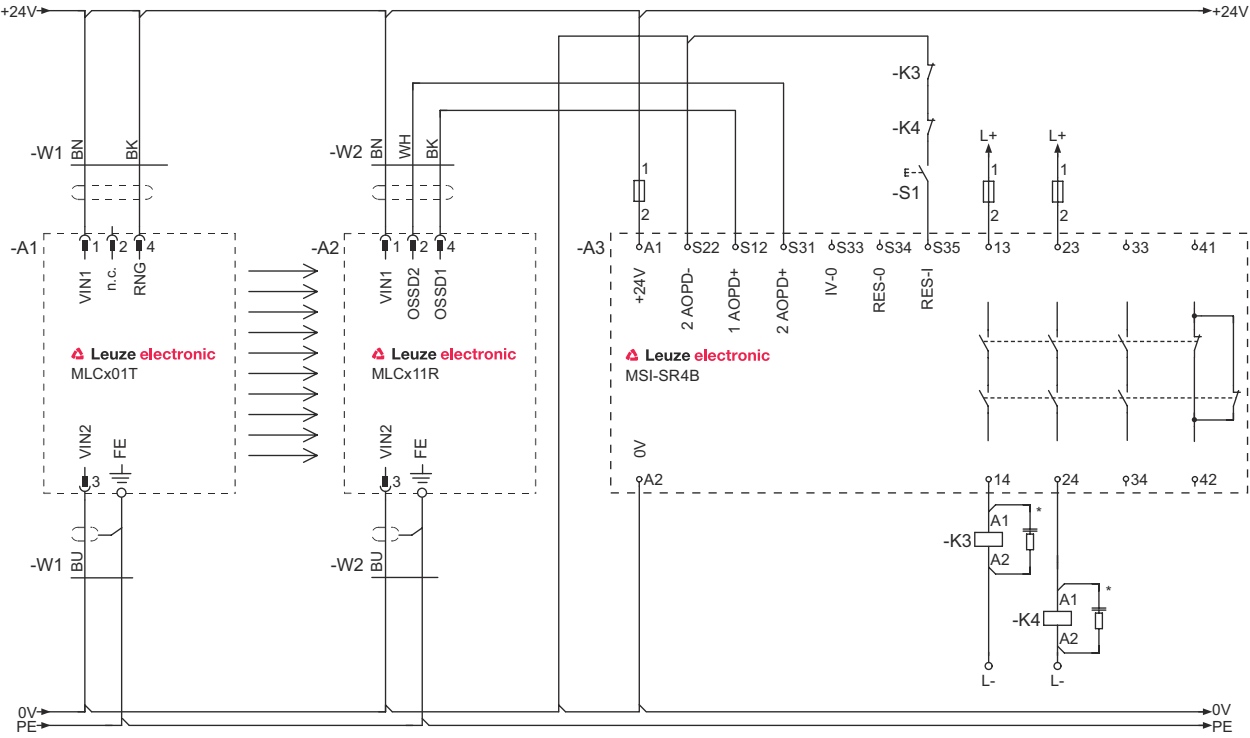 +24V
+24V
-K3
-K4
E--
-S1
L+
L+
1
1
1
2
2
2
-W1
BN
BK
-W2
BN
WH
BK
-A1
1
2
4
-A2
1
2
4
-A3
A1
S22
S12
S31
S33
S34
S35
13
23
33
41
VIN1
n.c.
RNG
VIN1
OSSD2
OSSD1
+24V
2 AOPD-
1 AOPD+
2 AOPD+
IV-0
RES-0
RES-I
Leuze electronic
MLCx01T
Leuze electronic
MLCx11R
Leuze electronic
MSI-SR4B
VIN2
FE
VIN2
FE
0V
3
3
A2
14
24
34
42
-K3
A1
A2
*
-W1
BU
-W2
BU
-K4
A1
A2
*
L-
L-
0V
0V
PE
PE